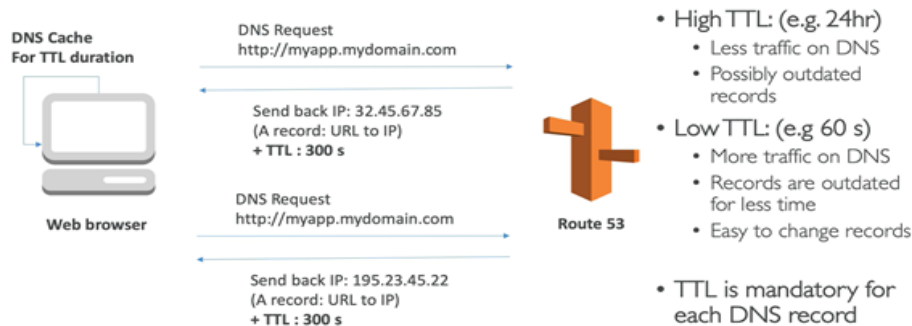 DNS Cache
For TTL duration
Web browser
DNS Request
http://myapp.mydomain.com
Send back IP: 32.45.67.85
(A record: URL to IP)
+ TTL : 300 s
DNS Request
http://myapp.mydomain.com
Send back IP: 195.23.45.22
(A record: URL to IP)
+ TTL : 300 s
Route 53
• High TTL: (e.g. 24hr)
• Less traffic on DNS
• Possibly outdated
records
• Low TTL: (e.g 60 s)
• More traffic on DNS
• Records are outdated
for less time
• Easy to change records
• TTL is mandatory for
each DNS record